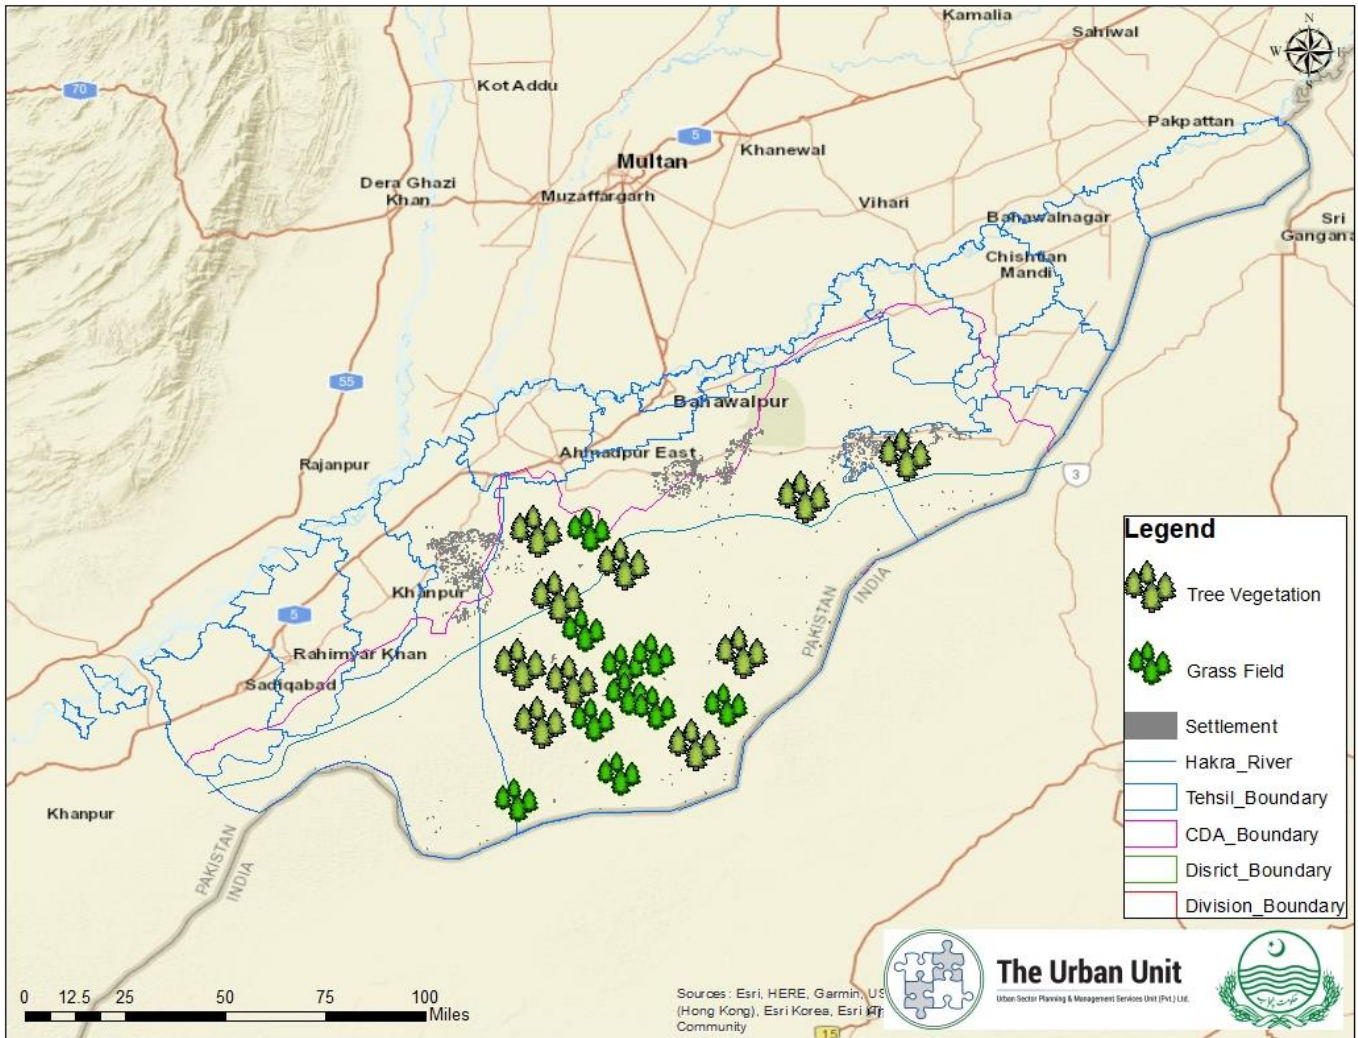 Kamalia
Sahiwal
N
W
E
S
70
Kot Addu
5
Pakpattan
Multan
Khanewal
Dera Ghazi
Khan
Muzaffargarh
Vihari
Bahawalnagar
Sri
Gangana
Chishtian
Mandi
55
Bahawalpur
Ahmadpur East
Rajanpur
3
Khanpur
5
Rahimyar Khan
Sadiqabad
PAKISTAN
INDIA
Khanpur
PAKISTAN
INDIA
Legend
Tree Vegetation
Grass Field
Settlement
Hakra_River
Tehsil_Boundary
CDA_Boundary
Disrict_Boundary
Division_Boundary
0 12.5 25 50 75 100
Miles
Sources: Esri, HERE, Garmin, US
(Hong Kong), Esri Korea, Esri
Community
15
The Urban Unit
Urban Sector Planning & Management Services Unit (Pvt.) Ltd.
حکومت پنجاب